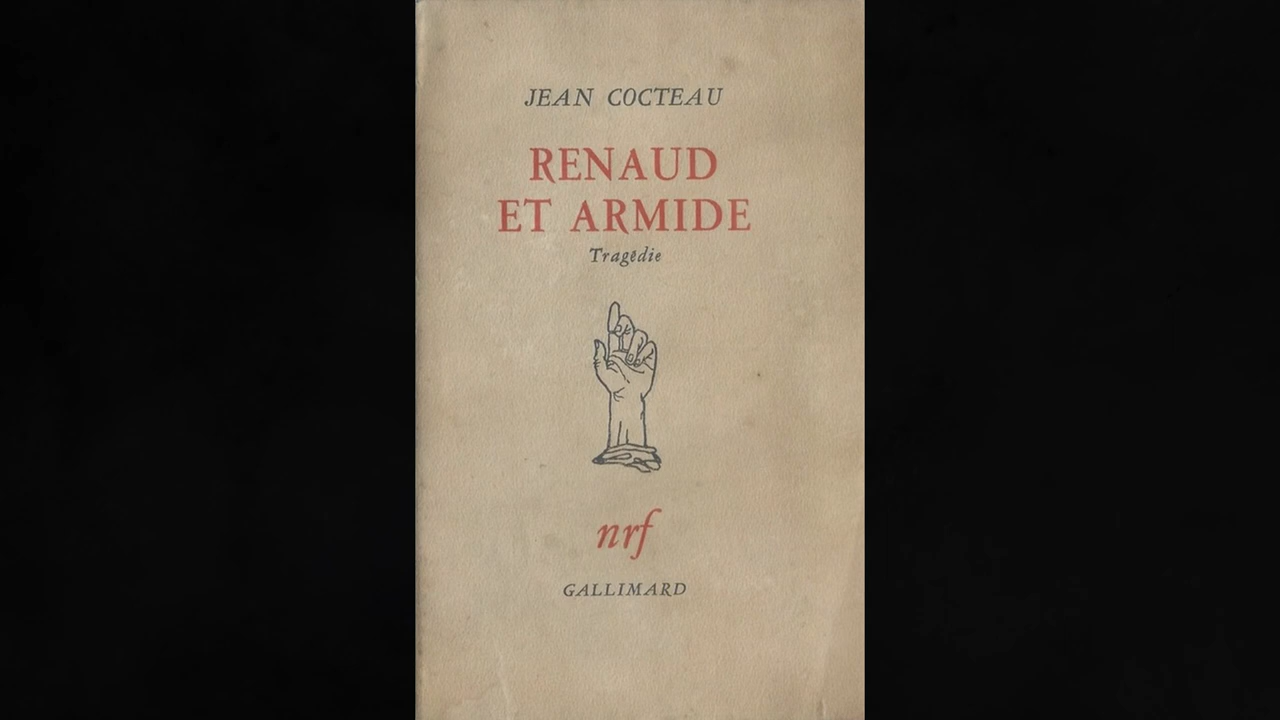 JEAN COCTEAU
RENAUD
ET ARMIDE
Tragédie
nrf
GALLIMARD